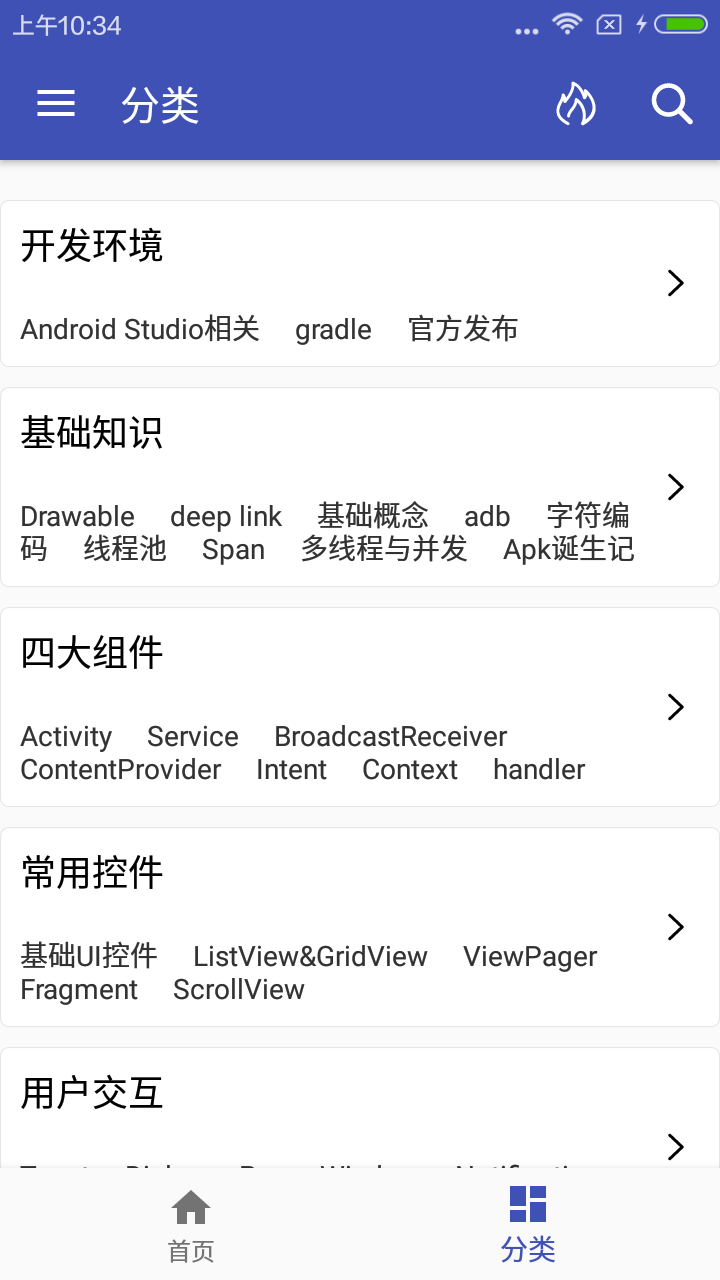 上午10:34
分类
开发环境
Android Studio相关 gradle 官方发布
基础知识
Drawable deep link 基础概念 adb 字符编
码 线程池 Span 多线程与并发 Apk诞生记
四大组件
Activity Service BroadcastReceiver
ContentProvider Intent Context handler
常用控件
基础UI控件 ListView&GridView ViewPager
Fragment ScrollView
用户交互
首页
分类